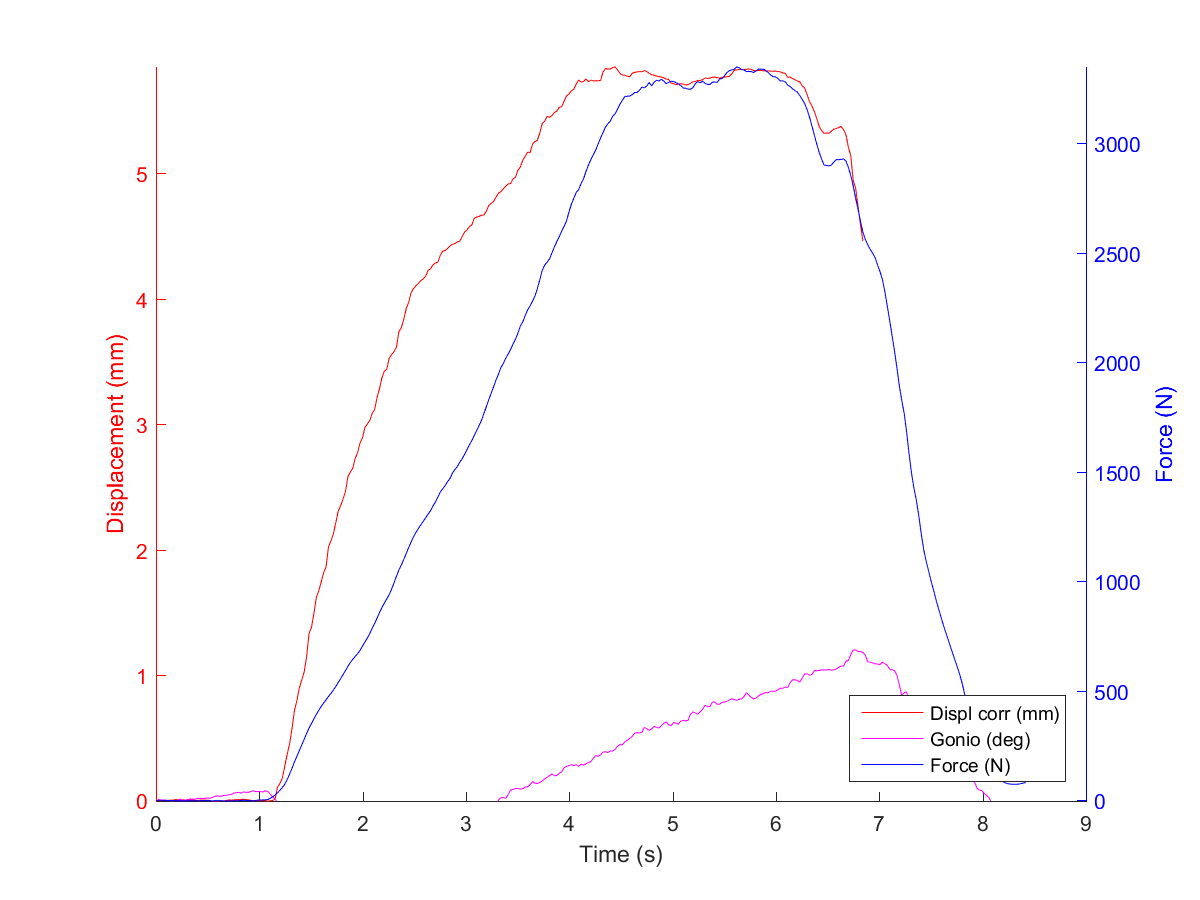 Displacement (mm)
5
4
3
2
1
0
3000
2500
2000
1500
1000
500
0
Force (N)
Displ corr (mm)
Gonio (deg)
Force (N)
0 1 2 3 4 5 6 7 8 9
Time (s)